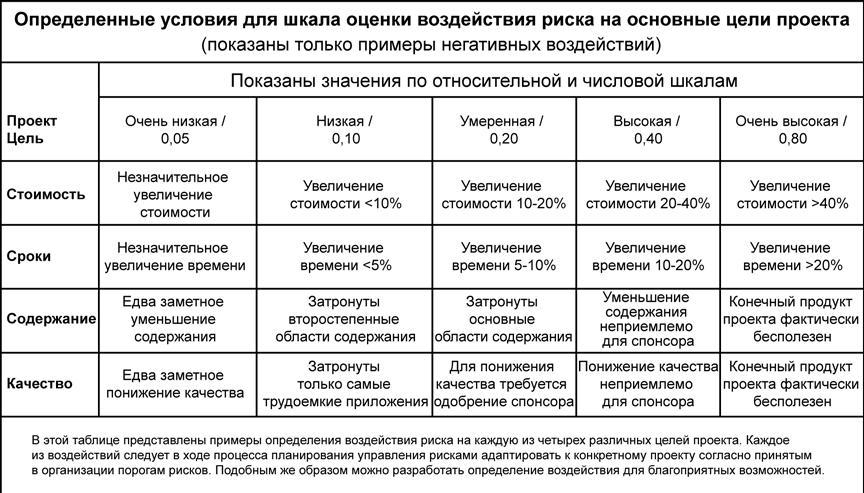 Определенные условия для шкала оценки воздействия риска на основные цели проекта
(показаны только примеры негативных воздействий)
Показаны значения по относительной и числовой шкалам
Проект
Цель
Очень низкая /
0,05
Низкая /
0,10
Умеренная /
0,20
Высокая /
0,40
Очень высокая /
0,80
Стоимость
Незначительное
увеличение
стоимости
Увеличение
стоимости <10%
Увеличение
стоимости 10-20%
Увеличение
стоимости 20-40%
Увеличение
стоимости >40%
Сроки
Незначительное
увеличение времени
Увеличение
времени <5%
Увеличение
времени 5-10%
Увеличение
времени 10-20%
Увеличение
времени >20%
Содержание
Едва заметное
уменьшение
содержания
Затронуты
второстепенные
области содержания
Затронуты
основные
области содержания
Уменьшение
содержания
неприемлемо
для спонсора
Конечный продукт
проекта фактически
бесполезен
Качество
Едва заметное
понижение качества
Затронуты
только самые
трудоемкие приложения
Для понижения
качества требуется
одобрение спонсора
Понижение качества
неприемлемо
для спонсора
Конечный продукт
проекта фактически
бесполезен
В этой таблице представлены примеры определения воздействия риска на каждую из четырех различных целей проекта. Каждое
из воздействий следует в ходе процесса планирования управления рисками адаптировать к конкретному проекту согласно принятым
в организации порогам рисков. Подобным же образом можно разработать определение воздействия для благоприятных возможностей.